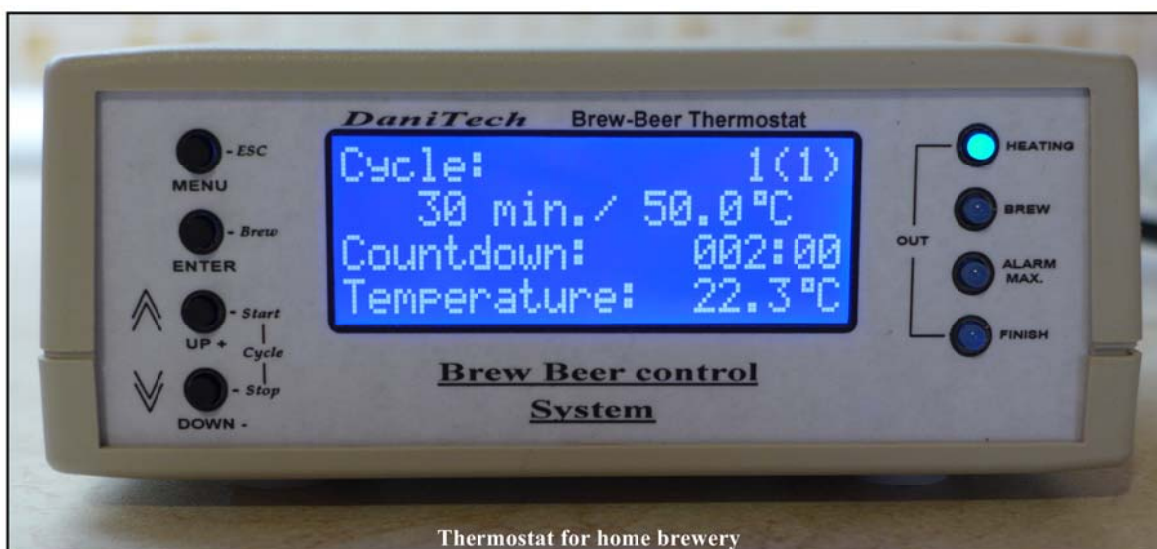 DaniTech Brew-Beer Thermostat
- ESC
MENU
- Brew
ENTER
- Start
UP +
Cycle
- Stop
DOWN -
Cycle: 1(1)
30 min./ 50.0°C
Countdown: 002:00
Temperature: 22.3°C
HEATING
BREW
OUT
ALARM
MAX.
FINISH
Brew Beer control
System
Thermostat for home brewery